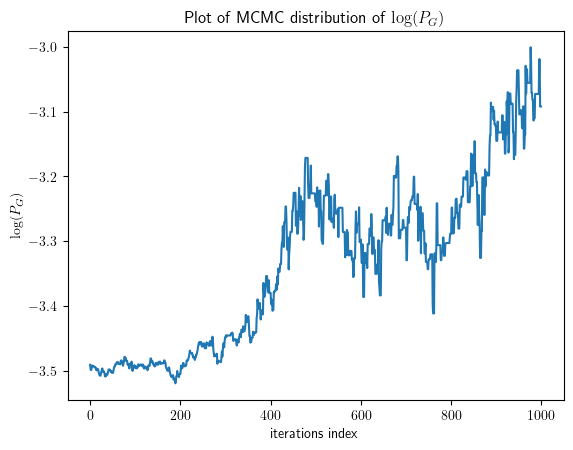 Plot of MCMC distribution of log(P_G)
−3.0
−3.1
−3.2
−3.3
−3.4
−3.5
log(P_G)
0 200 400 600 800 1000
iterations index